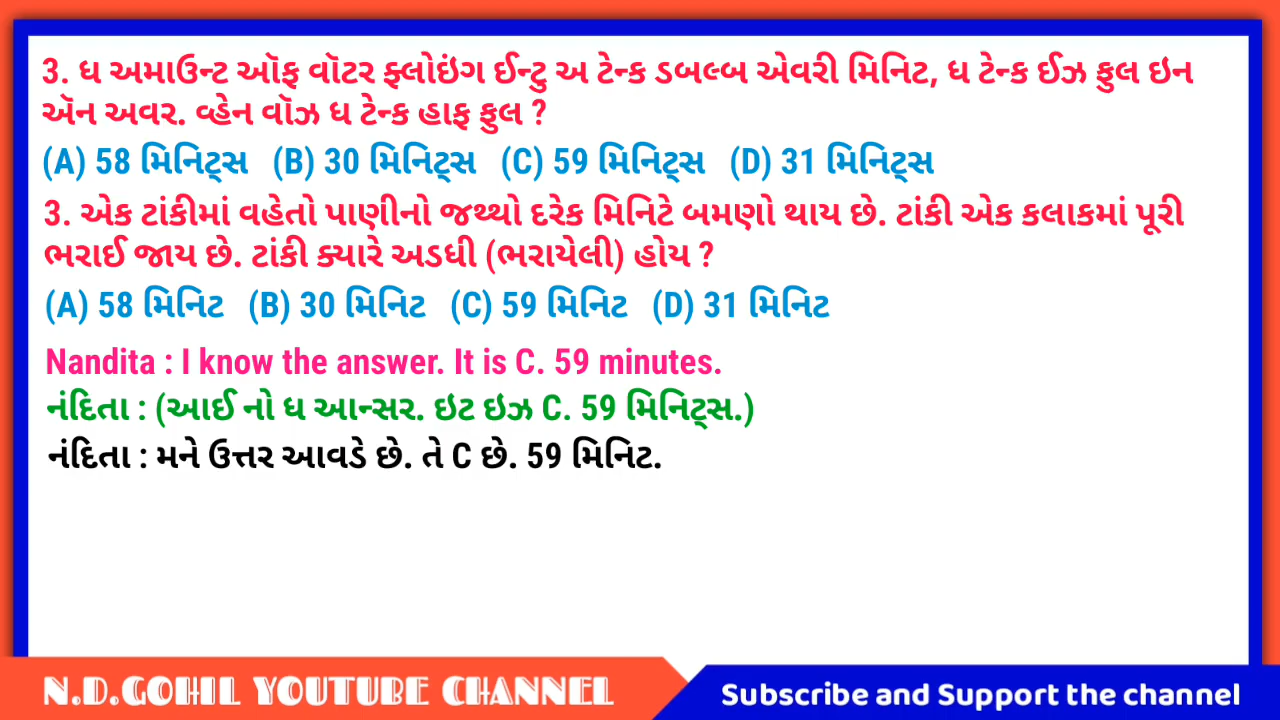 3. ધ અમાઉન્ટ ઑફ વૉટર ફ્લોઇંગ ઈન્ટુ અ ટેન્ક ડબલ્બ એવરી મિનિટ, ધ ટેન્ક ઈઝ ફુલ ઇન
ઍન અવર. વ્હેન વૉઝ ધ ટેન્ક હાફ ફુલ ?
(A) 58 મિનિટ્સ (B) 30 મિનિટ્સ (C) 59 મિનિટ્સ (D) 31 મિનિટ્સ
3. એક ટાંકીમાં વહેતો પાણીનો જથ્થો દરેક મિનિટે બમણો થાય છે. ટાંકી એક કલાકમાં પૂરી
ભરાઈ જાય છે. ટાંકી ક્યારે અડધી (ભરાયેલી) હોય ?
(A) 58 મિનિટ (B) 30 મિનિટ (C) 59 મિનિટ (D) 31 મિનિટ
Nandita : I know the answer. It is C. 59 minutes.
નંદિતા : (આઈ નો ધ આન્સર. ઇટ ઇઝ C. 59 મિનિટ્સ.)
નંદિતા : મને ઉત્તર આવડે છે. તે C છે. 59 મિનિટ.
N.D.GOHIL YOUTUBE CHANNEL
Subscribe and Support the channel